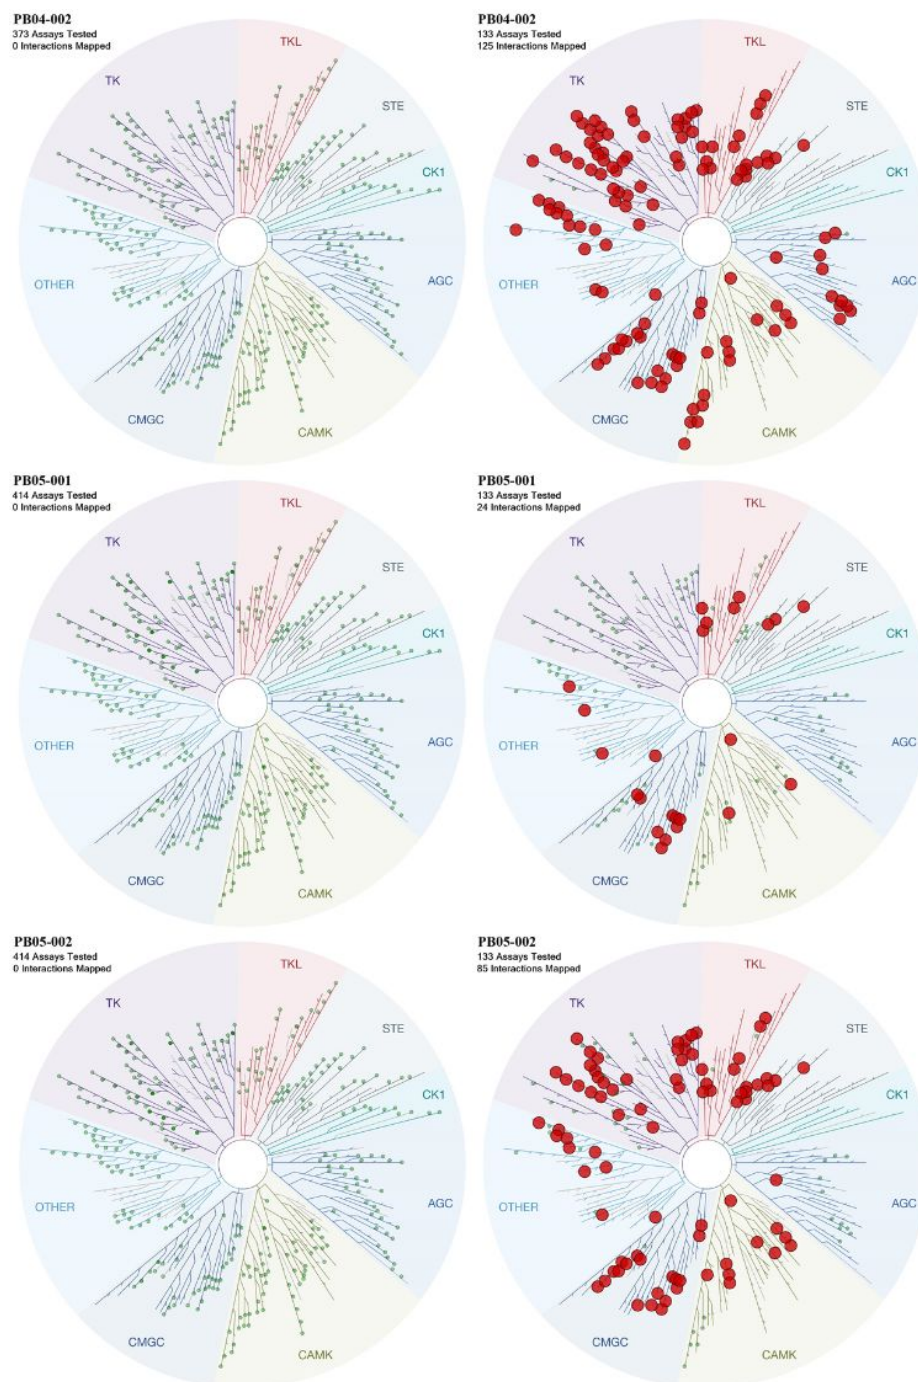 PB04-002
373 Assays Tested
0 Interactions Mapped
TKL
TK
STE
CK1
AGC
OTHER
CMGC
CAMK
PB04-002
133 Assays Tested
125 Interactions Mapped
TKL
TK
STE
CK1
AGC
OTHER
CMGC
CAMK
PB05-001
414 Assays Tested
0 Interactions Mapped
TKL
TK
STE
CK1
AGC
OTHER
CMGC
CAMK
PB05-001
133 Assays Tested
24 Interactions Mapped
TKL
TK
STE
CK1
AGC
OTHER
CMGC
CAMK
PB05-002
414 Assays Tested
0 Interactions Mapped
TKL
TK
STE
CK1
AGC
OTHER
CMGC
CAMK
PB05-002
133 Assays Tested
85 Interactions Mapped
TKL
TK
STE
CK1
AGC
OTHER
CMGC
CAMK